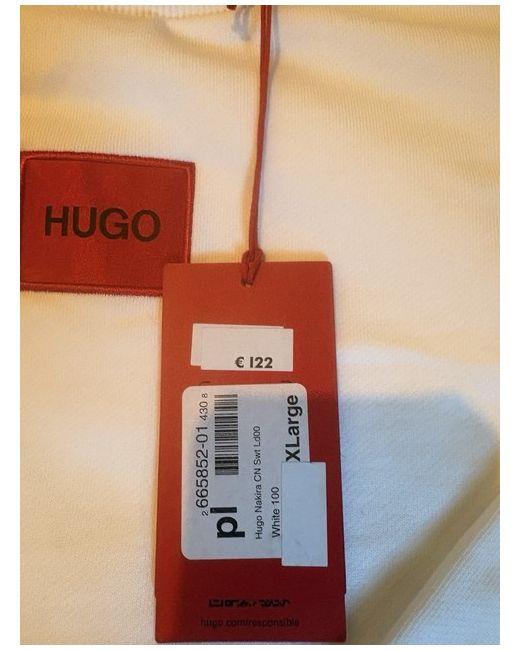 HUGO
€ 122
2 665852-01 430 8
pl
Hugo Nakira CN Swt Ld00
White 100
XLarge
hugo.com/responsible